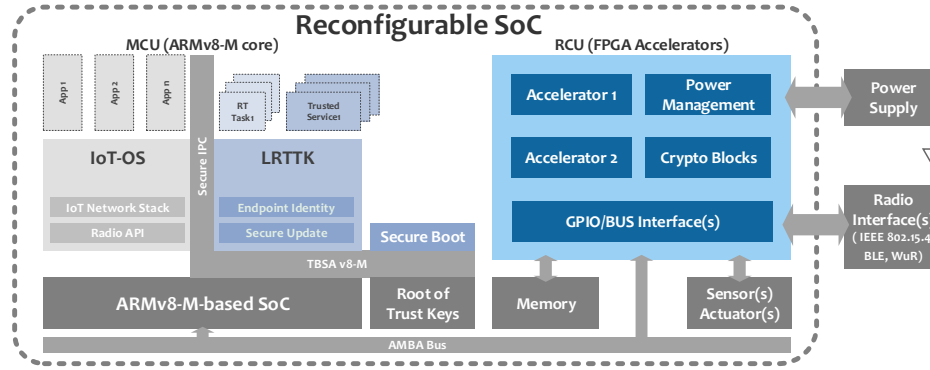 Reconfigurable SoC
MCU (ARMv8-M core)
RCU (FPGA Accelerators)
App 1
App 2
App n
RT
Task1
Trusted
Service1
Secure IPC
IoT-OS
IoT Network Stack
Radio API
LRTTK
Endpoint Identity
Secure Update
Secure Boot
TBSA v8-M
ARMv8-M-based SoC
Root of
Trust Keys
AMBA Bus
Accelerator 1
Power
Management
Accelerator 2
Crypto Blocks
GPIO/BUS Interface(s)
Memory
Sensor(s)
Actuator(s)
Power
Supply
Radio
Interface(s)
( IEEE 802.15.4
BLE, WuR)